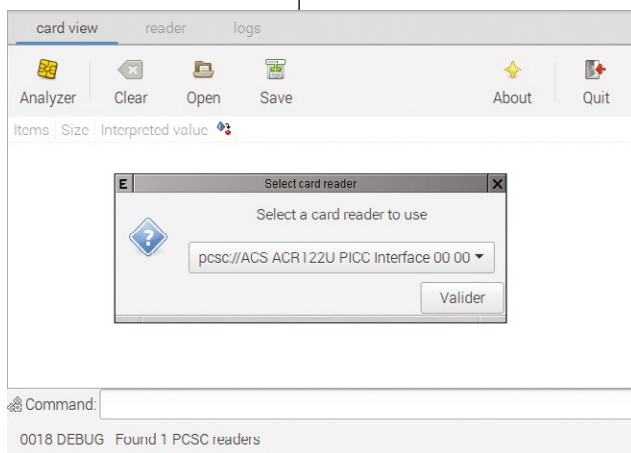 card view reader logs
Analyzer Clear Open Save About Quit
Items Size Interpreted value
E Select card reader X
Select a card reader to use
pcsc://ACS ACR122U PICC Interface 00 00
Valider
Command:
0018 DEBUG Found 1 PCSC readers